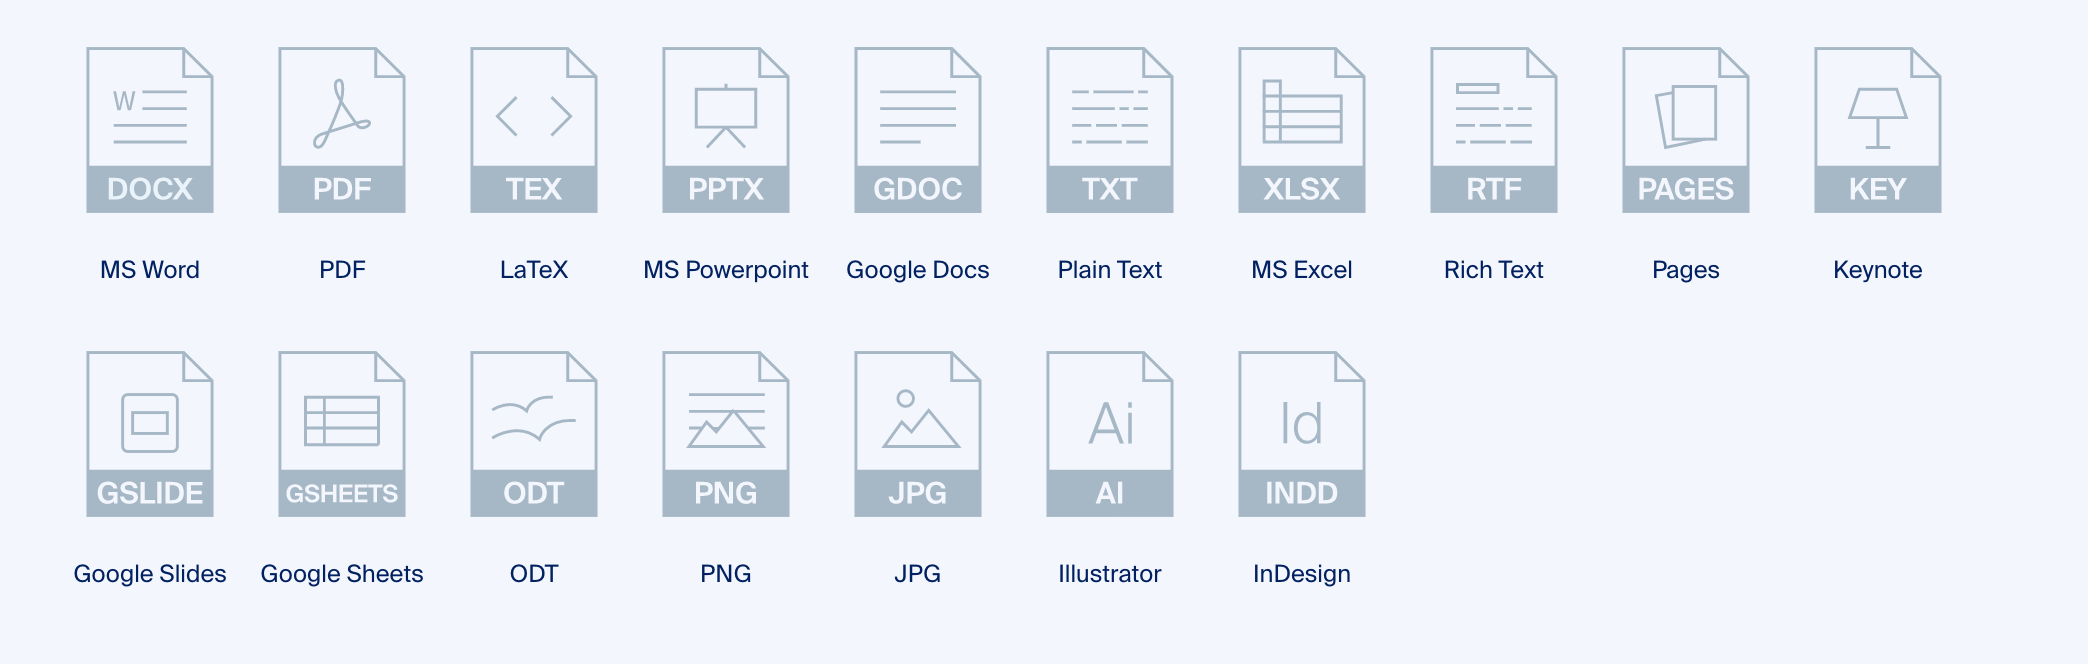 W
DOCX PDF TEX PPTX GDOC TXT XLSX RTF PAGES KEY
MS Word PDF LaTeX MS Powerpoint Google Docs Plain Text MS Excel Rich Text Pages Keynote
Ai Id
GSLIDE GSHEETS ODT PNG JPG AI INDD
Google Slides Google Sheets ODT PNG JPG Illustrator InDesign